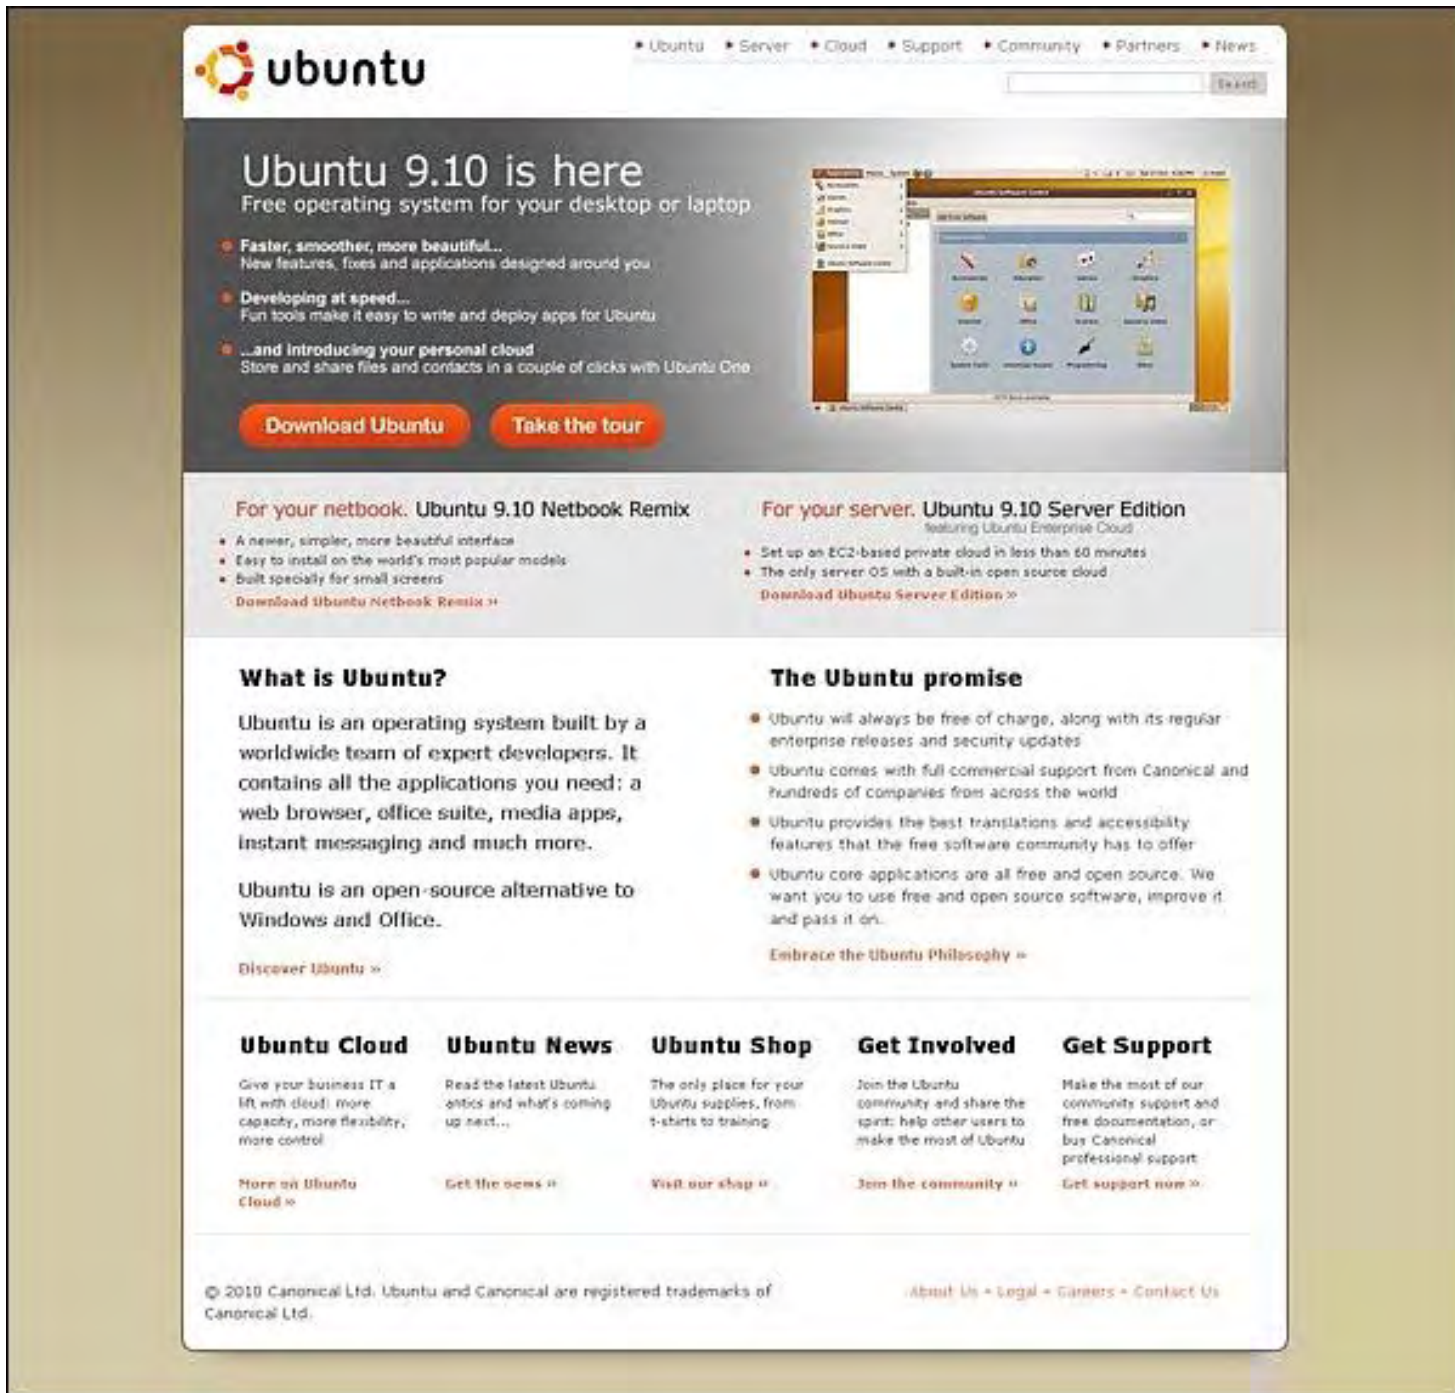 ubuntu
Ubuntu Server Cloud Support Community Partners News
Search
Ubuntu 9.10 is here
Free operating system for your desktop or laptop
Faster, smoother, more beautiful...
New features, fixes and applications designed around you
Developing at speed...
Fun tools make it easy to write and deploy apps for Ubuntu
...and introducing your personal cloud
Store and share files and contacts in a couple of clicks with Ubuntu One
Download Ubuntu Take the tour
Ubuntu Software Center
For your netbook. Ubuntu 9.10 Netbook Remix
A newer, simpler, more beautiful interface
Easy to install on the world's most popular models
Built specially for small screens
Download Ubuntu Netbook Remix »
For your server. Ubuntu 9.10 Server Edition
featuring Ubuntu Enterprise Cloud
Set up an EC2-based private cloud in less than 60 minutes
The only server OS with a built-in open source cloud
Download Ubuntu Server Edition »
What is Ubuntu?
Ubuntu is an operating system built by a
worldwide team of expert developers. It
contains all the applications you need: a
web browser, office suite, media apps,
instant messaging and much more.
Ubuntu is an open-source alternative to
Windows and Office.
Discover Ubuntu »
The Ubuntu promise
Ubuntu will always be free of charge, along with its regular
enterprise releases and security updates
Ubuntu comes with full commercial support from Canonical and
hundreds of companies from across the world
Ubuntu provides the best translations and accessibility
features that the free software community has to offer
Ubuntu core applications are all free and open source. We
want you to use free and open source software, improve it
and pass it on.
Embrace the Ubuntu Philosophy »
Ubuntu Cloud
Give your business IT a
lift with cloud: more
capacity, more flexibility,
more control
More on Ubuntu
Cloud »
Ubuntu News
Read the latest Ubuntu
antics and what's coming
up next...
Get the news »
Ubuntu Shop
The only place for your
Ubuntu supplies, from
t-shirts to training
Visit our shop »
Get Involved
Join the Ubuntu
community and share the
spirit: help other users to
make the most of Ubuntu
Join the community »
Get Support
Make the most of our
community support and
free documentation, or
buy Canonical
professional support
Get support now »
© 2010 Canonical Ltd. Ubuntu and Canonical are registered trademarks of
Canonical Ltd.
About Us • Legal • Careers • Contact Us